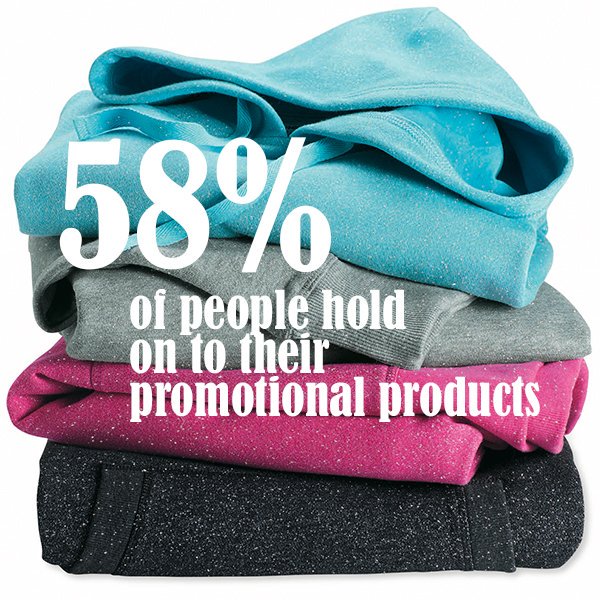 58%
of people hold
on to their
promotional products